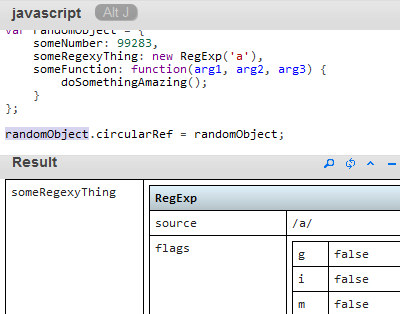 javascript Alt J
var randomObject = {
    someNumber: 99283,
    someRegexyThing: new RegExp('a'),
    someFunction: function(arg1, arg2, arg3) {
        doSomethingAmazing();
    }
};
randomObject.circularRef = randomObject;
Result
someRegexyThing RegExp
source /a/
flags g false
i false
m false